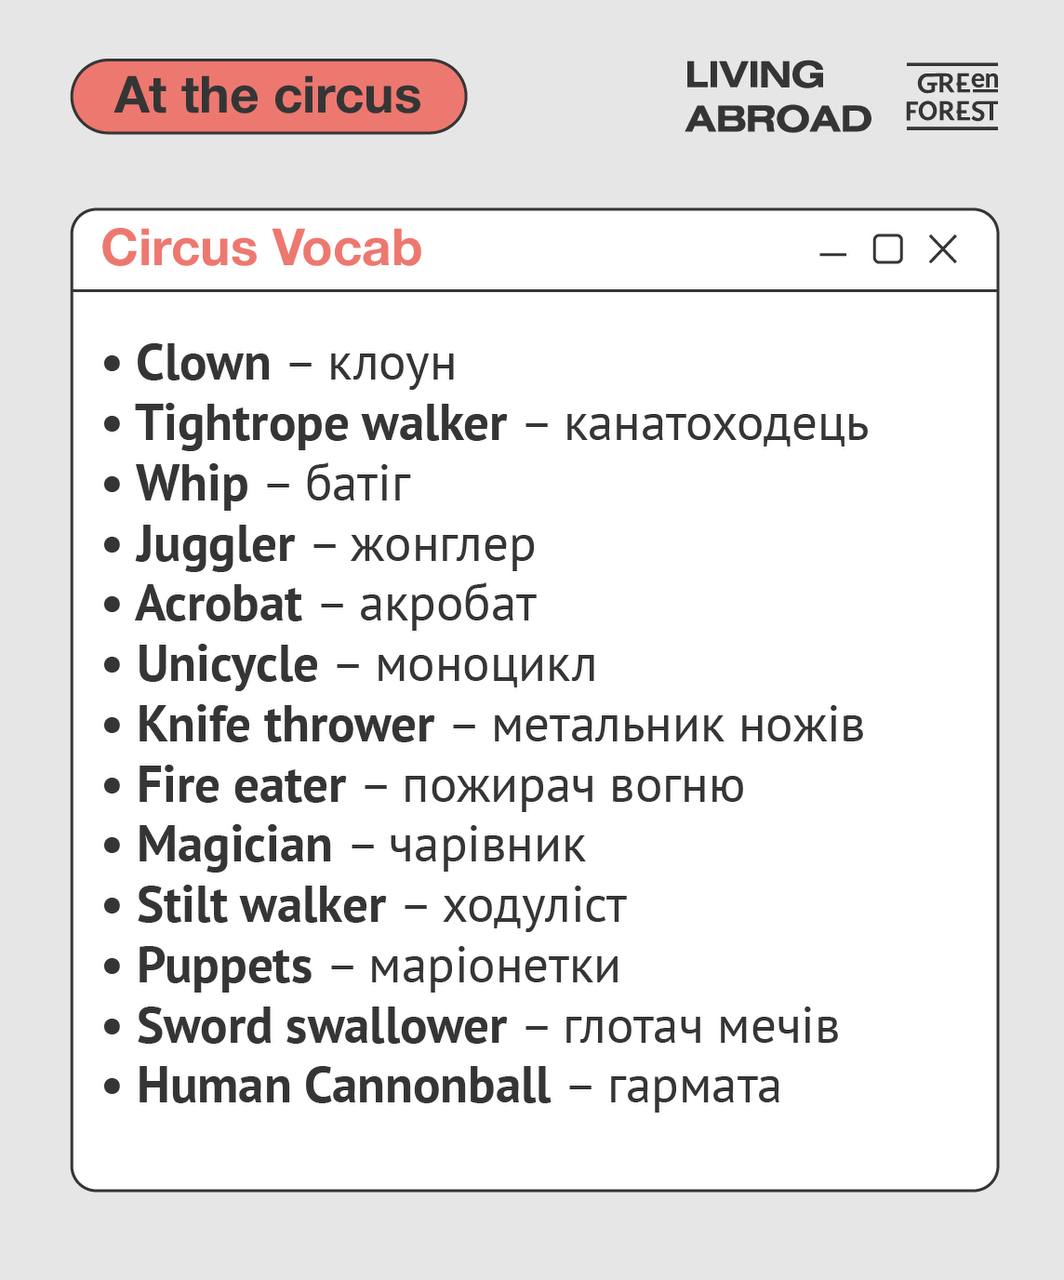 At the circus
LIVING
ABROAD
GREen
FOREST
Circus Vocab
• Clown – клоун
• Tightrope walker – канатоходець
• Whip – батіг
• Juggler – жонглер
• Acrobat – акробат
• Unicycle – моноцикл
• Knife thrower – метальник ножів
• Fire eater – пожирач вогню
• Magician – чарівник
• Stilt walker – ходуліст
• Puppets – маріонетки
• Sword swallower – глотач мечів
• Human Cannonball – гармата